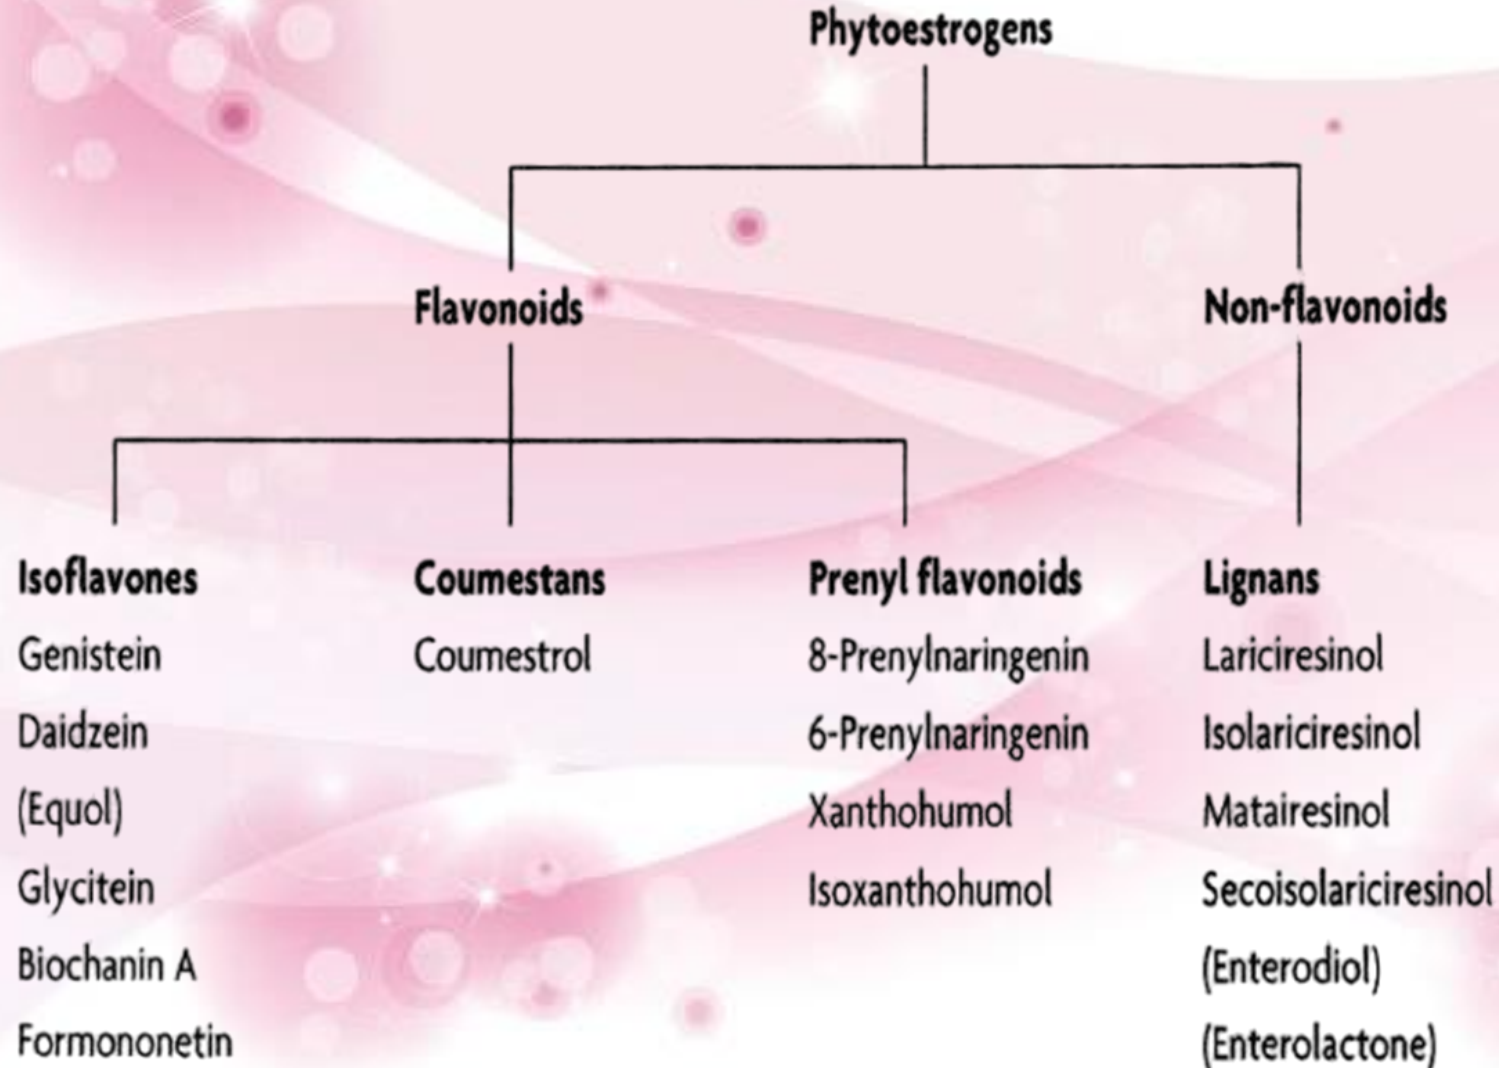 Phytoestrogens
Flavonoids
Non-flavonoids
Isoflavones
Genistein
Daidzein
(Equol)
Glycitein
Biochanin A
Formononetin
Coumestans
Coumestrol
Prenyl flavonoids
8-Prenylnaringenin
6-Prenylnaringenin
Xanthohumol
Isoxanthohumol
Lignans
Lariciresinol
Isolariciresinol
Matairesinol
Secoisolariciresinol
(Enterodiol)
(Enterolactone)